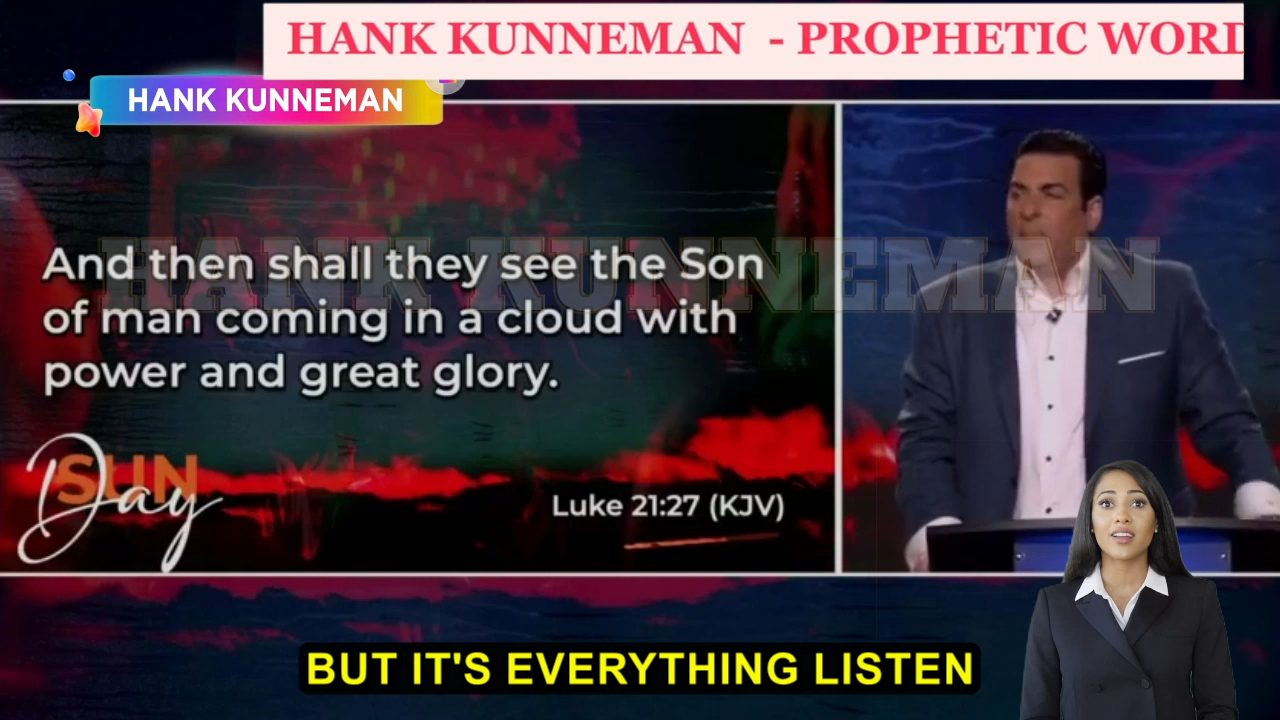 HANK KUNNEMAN - PROPHETIC WORD
HANK KUNNEMAN
HANK KUNNEMAN
And then shall they see the Son
of man coming in a cloud with
power and great glory.
SUN
Day
Luke 21:27 (KJV)
BUT IT'S EVERYTHING LISTEN